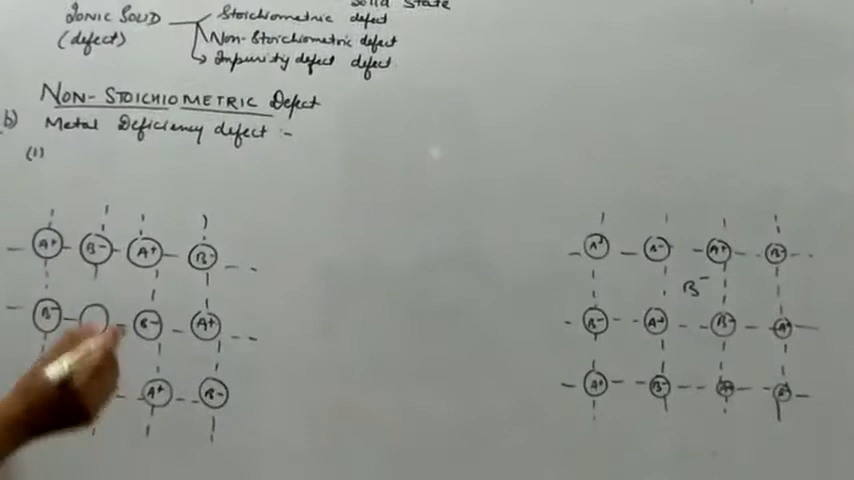 Solid State
IONIC SOLID
(defect)
Stoichiometric defect
Non-Stoichiometric defect
Impurity defect defect
NON-STOICHIOMETRIC Defect
b) Metal Deficiency defect :-
(1)
A+ B- A+ B-
B- B- A+
A+ B-
A+ B- A+ B-
B-
B- A+ B- A+
A+ B- A+ B-